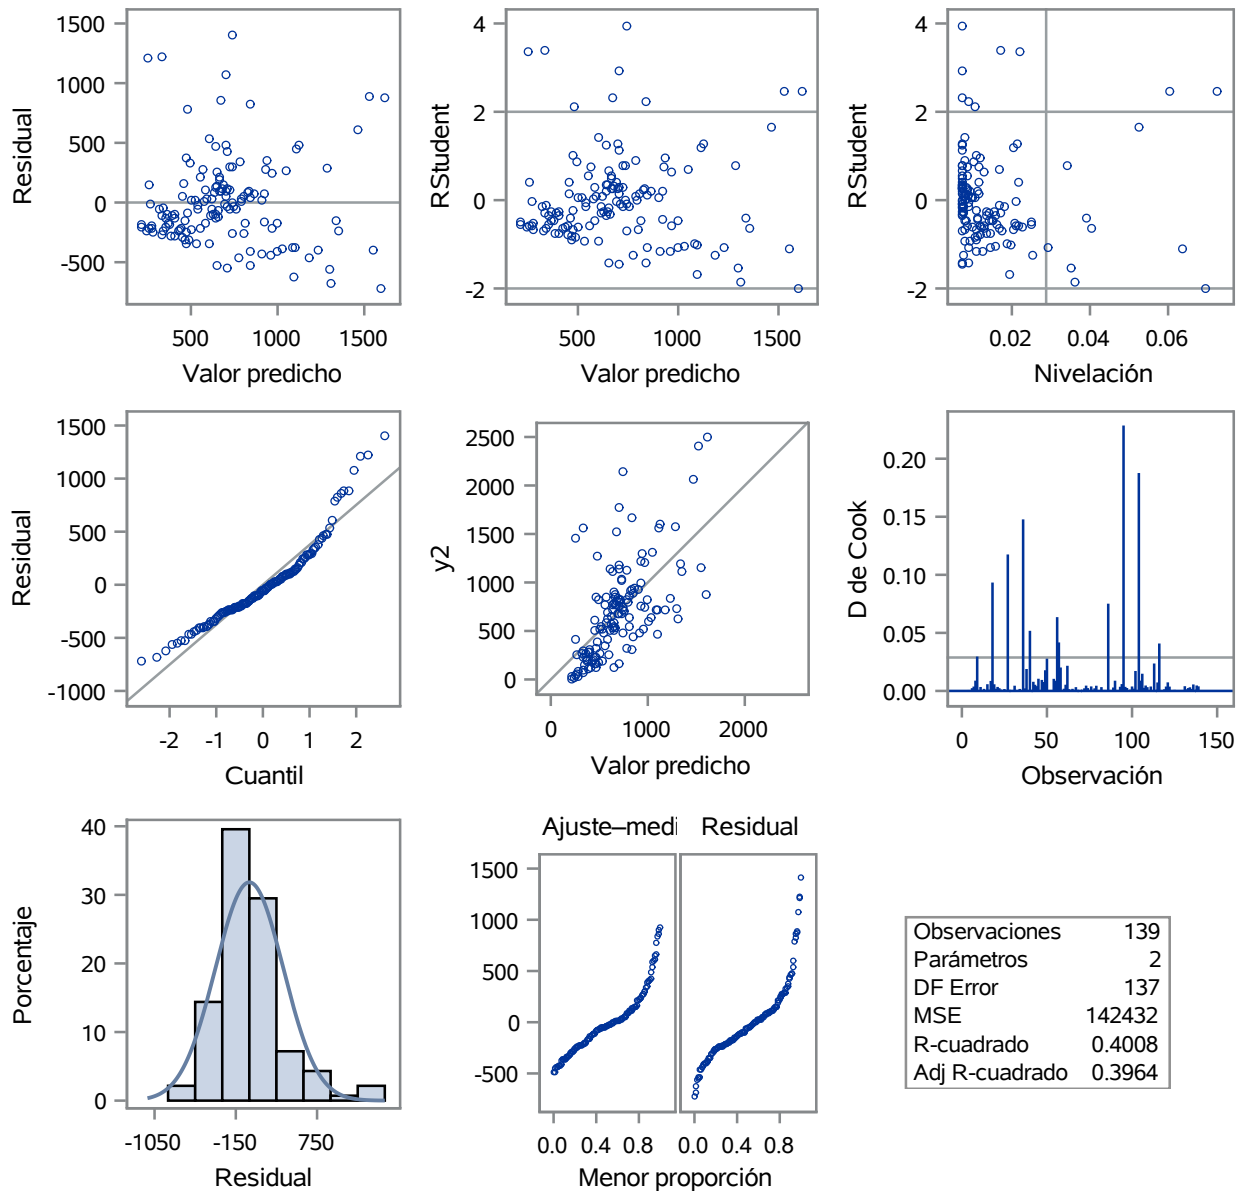 1500
1000
500
0
-500
Residual
500
1000
1500
Valor predicho
4
2
0
-2
RStudent
500
1000
1500
Valor predicho
4
2
0
-2
RStudent
0.02
0.04
0.06
Nivelación
1500
1000
500
0
-500
-1000
Residual
-2
-1
0
1
2
Cuantil
2500
2000
1500
1000
500
0
y2
0
1000
2000
Valor predicho
0.20
0.15
0.10
0.05
0.00
D de Cook
0
50
100
150
Observación
40
30
20
10
0
Porcentaje
-1050
-150
750
Residual
Ajuste–medi
Residual
1500
1000
500
0
-500
0.0 0.4 0.8
0.0 0.4 0.8
Menor proporción
Observaciones 139
Parámetros 2
DF Error 137
MSE 142432
R-cuadrado 0.4008
Adj R-cuadrado 0.3964